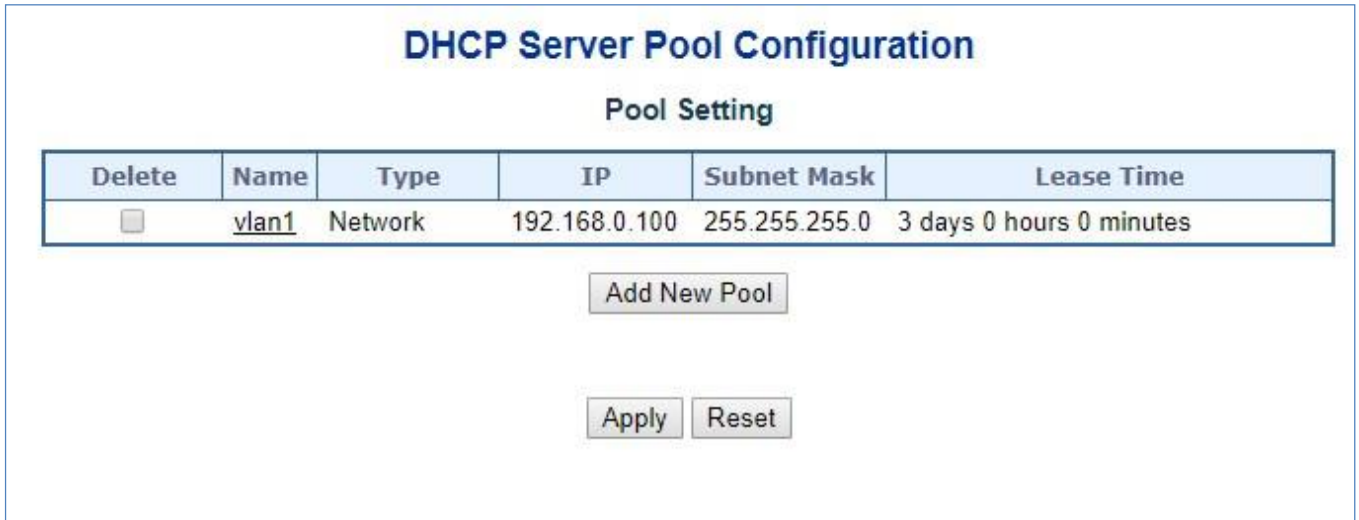 DHCP Server Pool Configuration
Pool Setting
Delete Name Type IP Subnet Mask Lease Time
vlan1 Network 192.168.0.100 255.255.255.0 3 days 0 hours 0 minutes
Add New Pool
Apply Reset